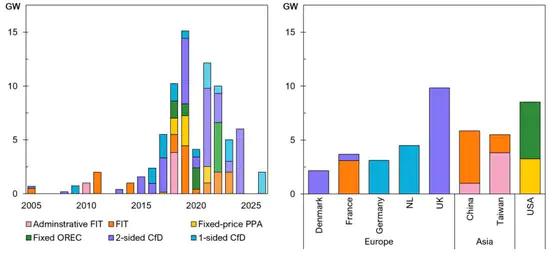 GW
GW
15
15
10
10
5
5
0
0
2005 2010 2015 2020 2025
Denmark
France
Germany
NL
UK
China
Taiwan
USA
Europe
Asia
Adminstrative FIT FIT Fixed-price PPA
Fixed OREC 2-sided CfD 1-sided CfD